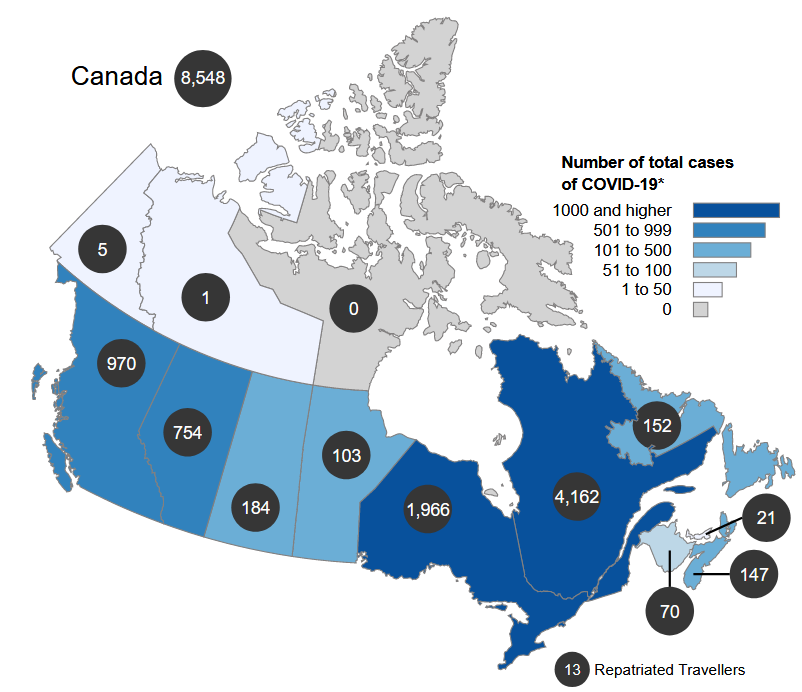 Canada 8,548
Number of total cases
of COVID-19*
1000 and higher
501 to 999
101 to 500
51 to 100
1 to 50
0
5
1
0
970
754
184
103
1,966
4,162
152
21
147
70
13 Repatriated Travellers